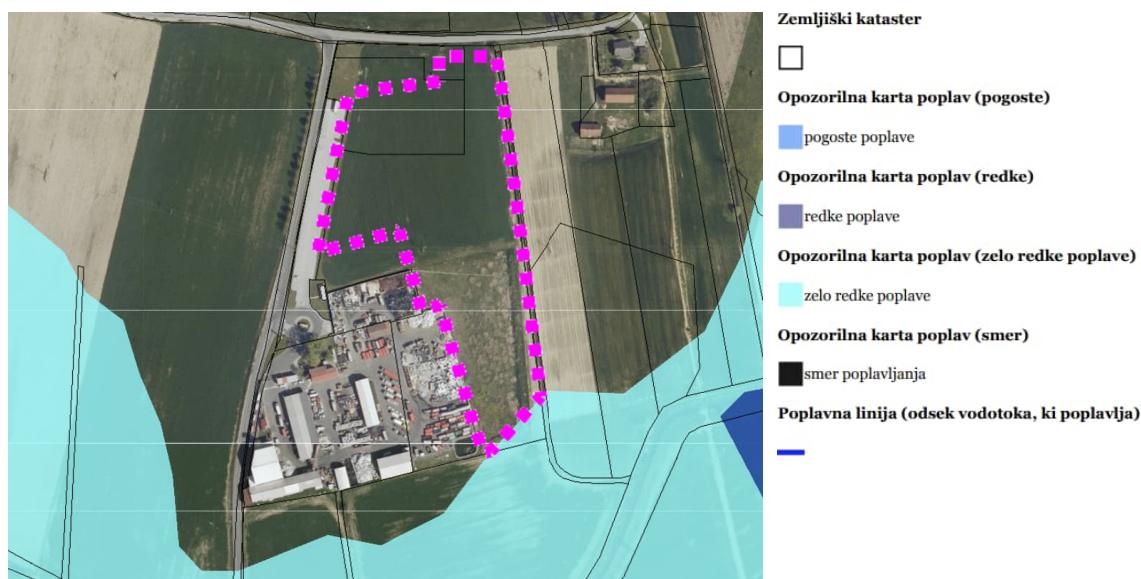 Zemljiški kataster
Opozorilna karta poplav (pogoste)
pogoste poplave
Opozorilna karta poplav (redke)
redke poplave
Opozorilna karta poplav (zelo redke poplave)
zelo redke poplave
Opozorilna karta poplav (smer)
smer poplavljanja
Poplavna linija (odsek vodotoka, ki poplavlja)